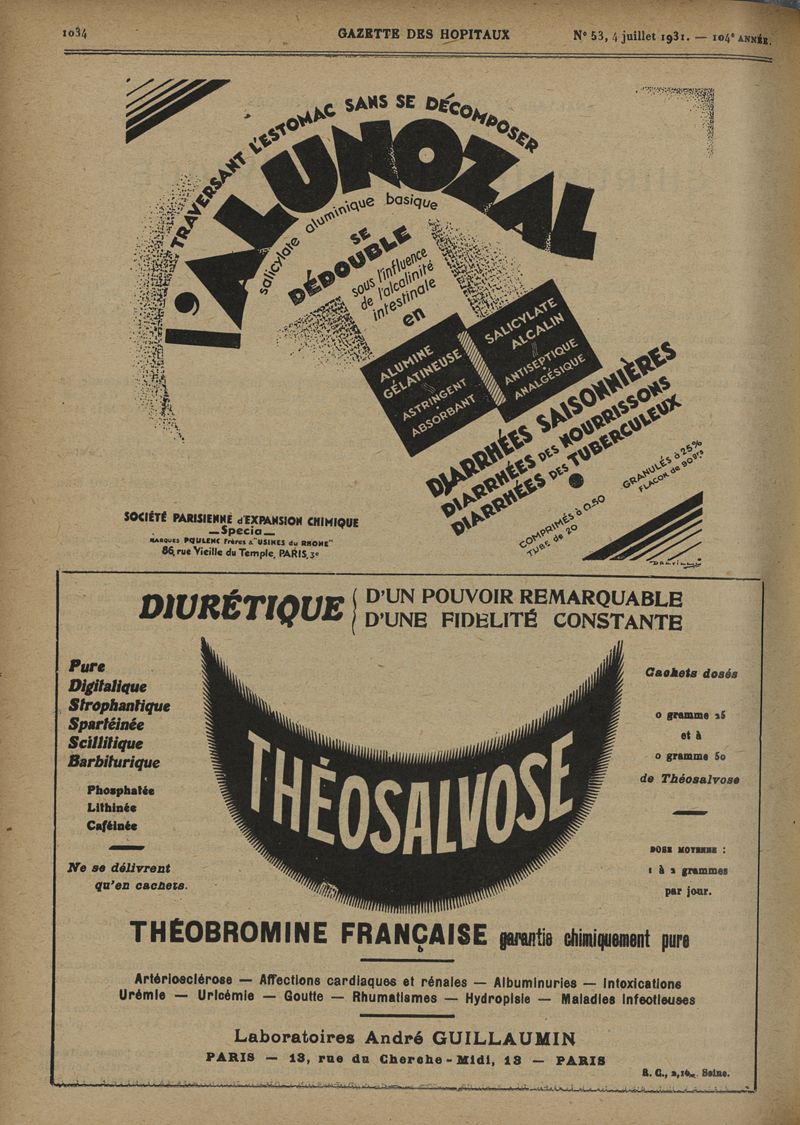 1034
GAZETTE DES HOPITAUX
N° 53, 4 juillet 1931. — 104e ANNÉE.
TRAVERSANT L'ESTOMAC SANS SE DÉCOMPOSER
l'ALUNOZAL
salicylate aluminique basique
SE
DÉDOUBLE
sous l'influence
de l'alcalinité
intestinale
en
ALUMINE
GÉLATINEUSE
ASTRINGENT
ABSORBANT
SALICYLATE
ALCALIN
ANTISEPTIQUE
ANALGÉSIQUE
DIARRHÉES SAISONNIÈRES
DIARRHÉES DES NOURRISSONS
DIARRHÉES DES TUBERCULEUX
COMPRIMÉS à 0.50
TUBE de 20
GRANULÉS à 25%
FLACON de 90 grs
SOCIÉTÉ PARISIENNE d'EXPANSION CHIMIQUE
—Specia—
MARQUES POULENC Frères & "USINES du RHONE"
86, rue Vieille du Temple, PARIS, 3e
DIURÉTIQUE
D'UN POUVOIR REMARQUABLE
D'UNE FIDELITÉ CONSTANTE
Pure
Digitalique
Strophantique
Spartéinée
Scillitique
Barbiturique
Phosphatée
Lithinée
Caféinée
Ne se délivrent
qu'en cachets.
THÉOSALVOSE
Cachets dosés
0 gramme 25
et à
0 gramme 50
de Théosalvose
DOSE MOYENNE :
1 à 2 grammes
par jour.
THÉOBROMINE FRANÇAISE garantie chimiquement pure
Artériosclérose — Affections cardiaques et rénales — Albuminuries — Intoxications
Urémie — Uricémie — Goutte — Rhumatismes — Hydropisie — Maladies infectieuses
Laboratoires André GUILLAUMIN
PARIS — 13, rue du Cherche-Midi, 13 — PARIS
R. C., Seine.